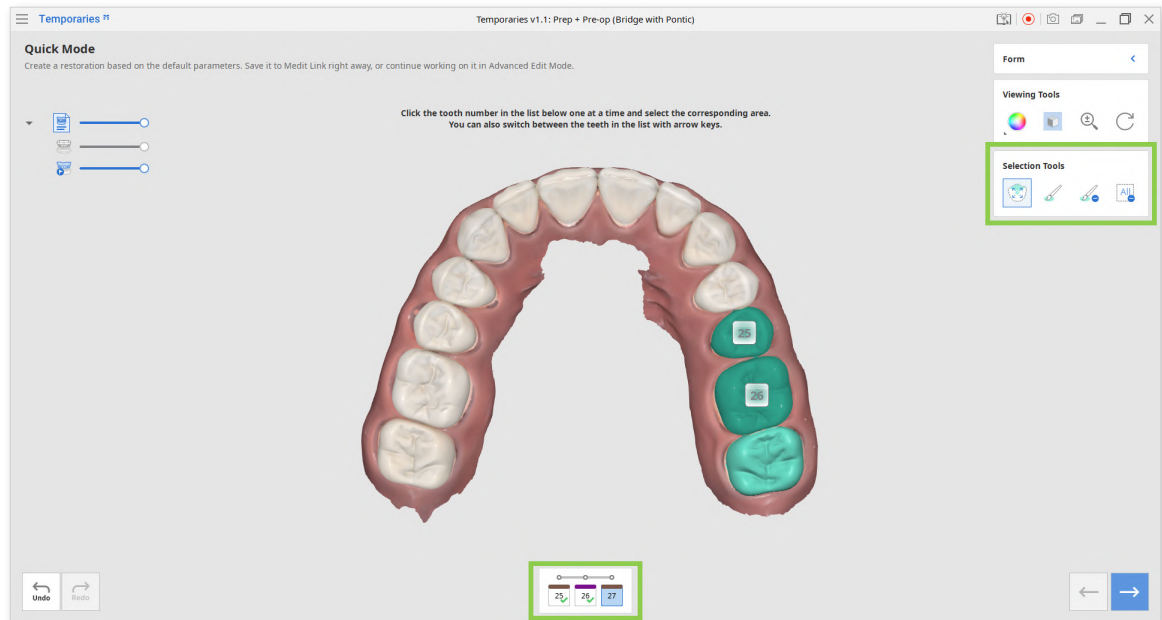 Temporaries
Temporaries v1.1: Prep + Pre-op (Bridge with Pontic)
Quick Mode
Create a restoration based on the default parameters. Save it to Medit Link right away, or continue working on it in Advanced Edit Mode.
Form
Viewing Tools
Click the tooth number in the list below one at a time and select the corresponding area.
You can also switch between the teeth in the list with arrow keys.
Selection Tools
All
25
26
Undo
Redo
25 26 27